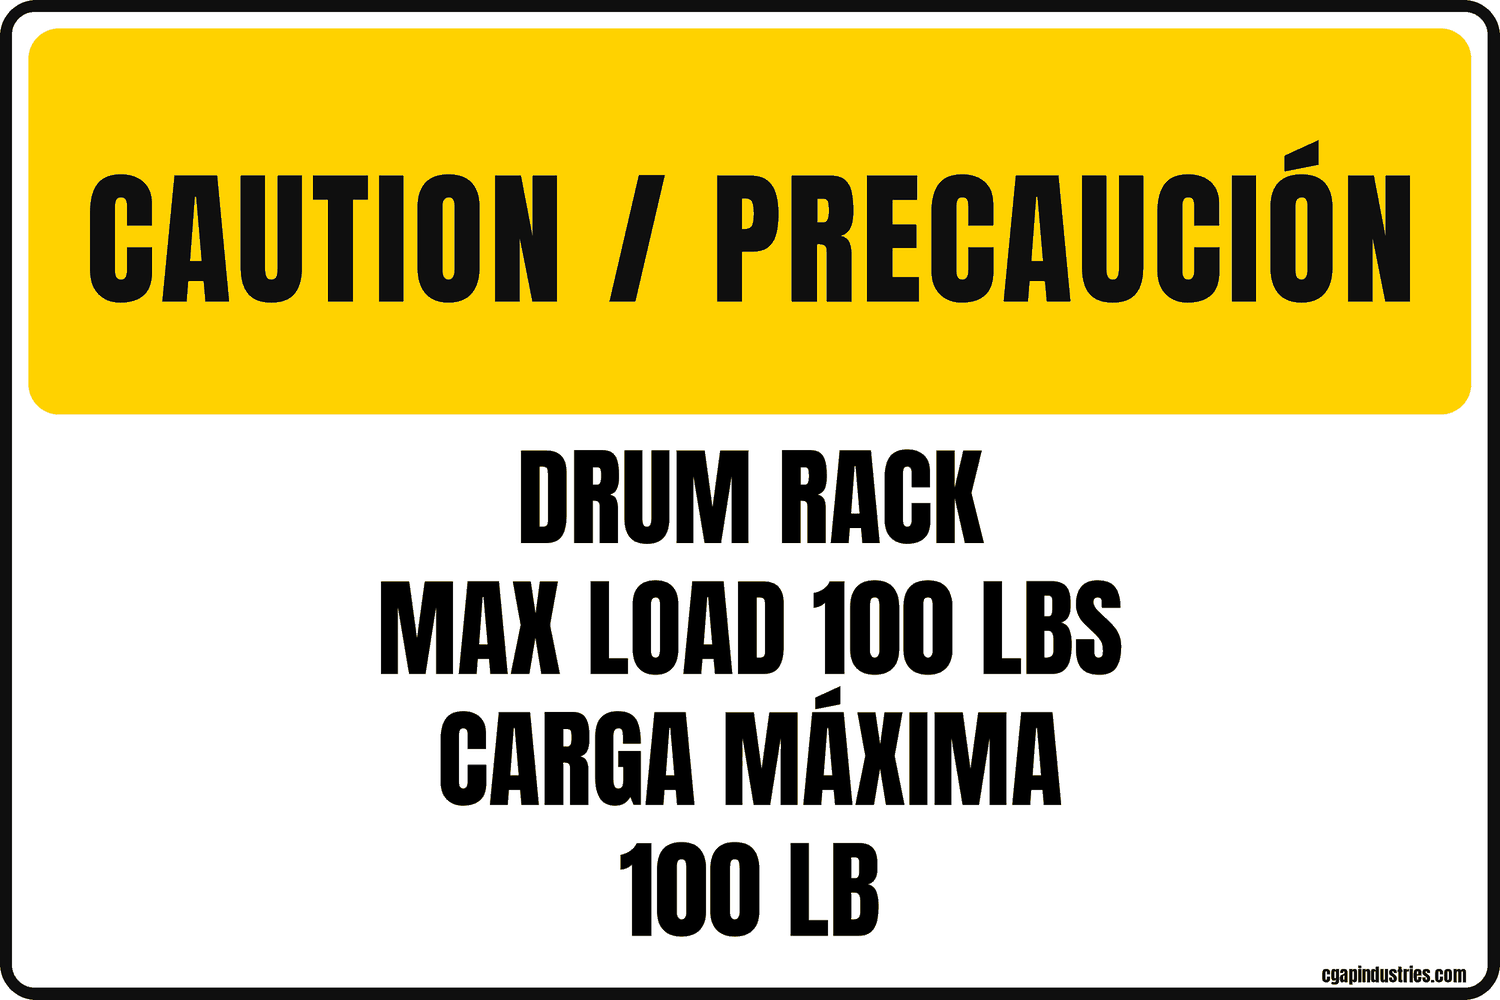 CAUTION / PRECAUCIÓN
DRUM RACK
MAX LOAD 100 LBS
CARGA MÁXIMA
100 LB
cgapindustries.com